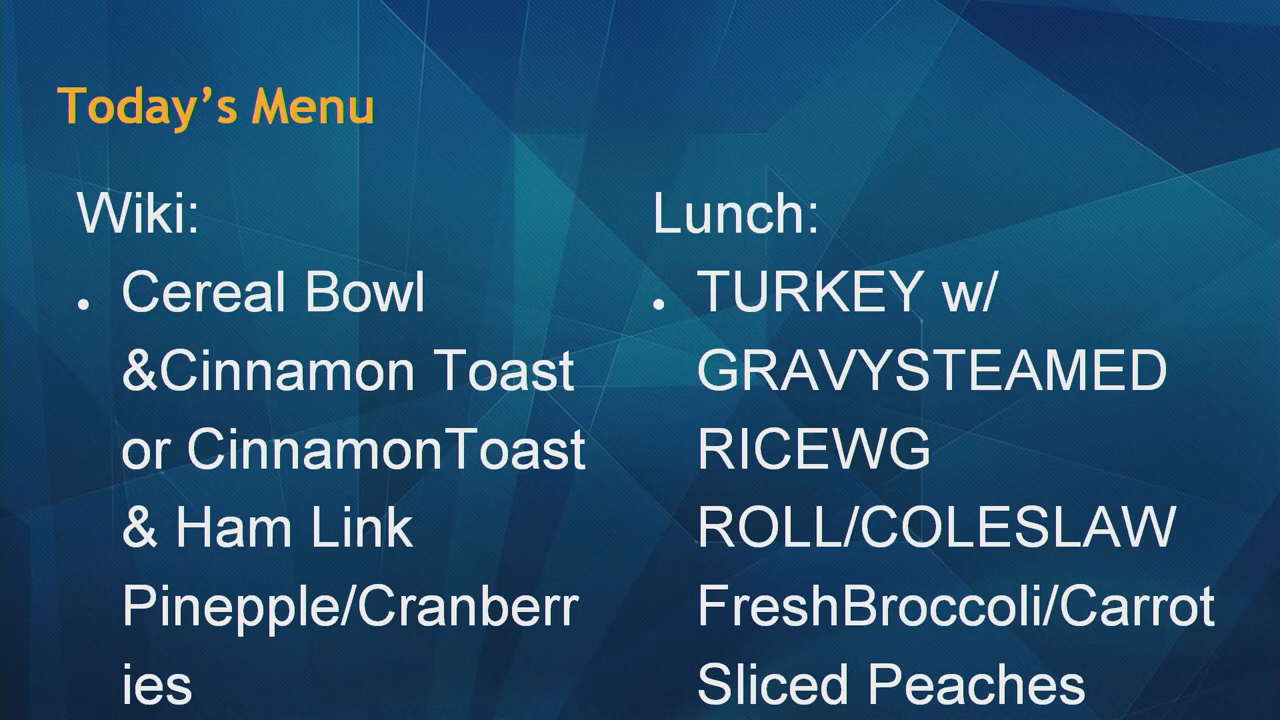 Today’s Menu
Wiki:
● Cereal Bowl
&Cinnamon Toast
or CinnamonToast
& Ham Link
Pinepple/Cranberr
ies
Lunch:
● TURKEY w/
GRAVYSTEAMED
RICEWG
ROLL/COLESLAW
FreshBroccoli/Carrot
Sliced Peaches